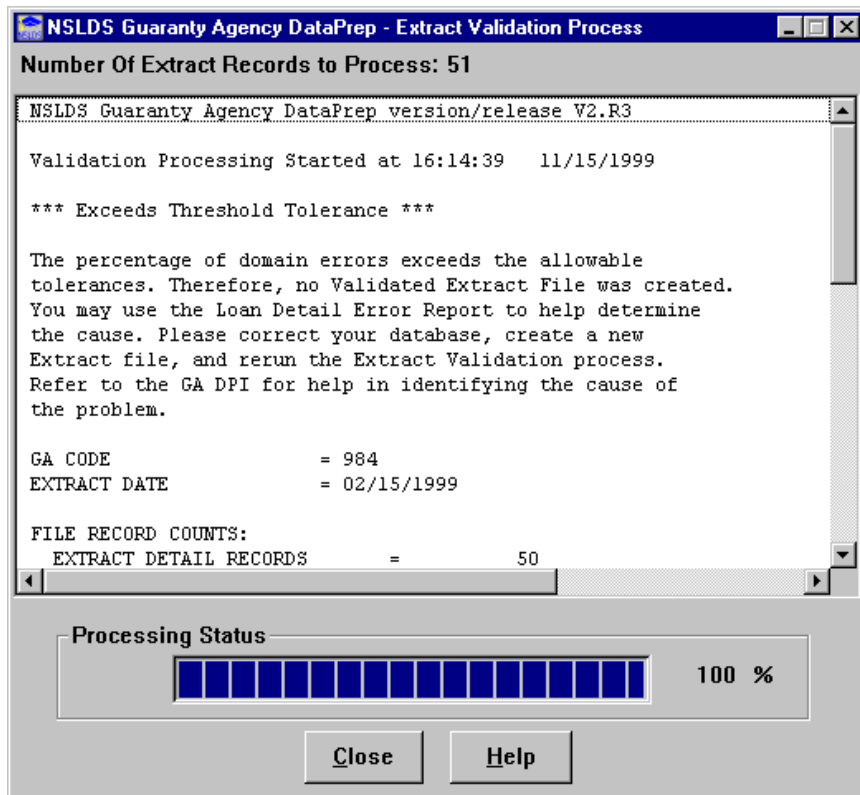 NSLDS Guaranty Agency DataPrep - Extract Validation Process
Number Of Extract Records to Process: 51
NSLDS Guaranty Agency DataPrep version/release V2.R3
Validation Processing Started at 16:14:39 11/15/1999
*** Exceeds Threshold Tolerance ***
The percentage of domain errors exceeds the allowable
tolerances. Therefore, no Validated Extract File was created.
You may use the Loan Detail Error Report to help determine
the cause. Please correct your database, create a new
Extract file, and rerun the Extract Validation process.
Refer to the GA DPI for help in identifying the cause of
the problem.
GA CODE = 984
EXTRACT DATE = 02/15/1999
FILE RECORD COUNTS:
EXTRACT DETAIL RECORDS = 50
Processing Status
100 %
Close Help